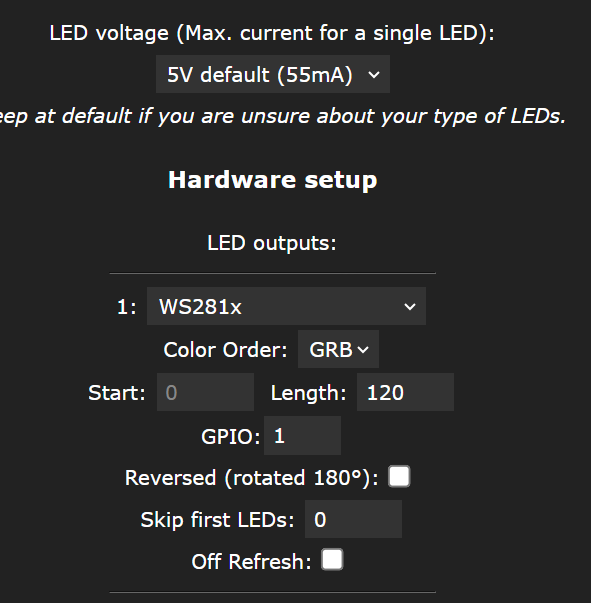 LED voltage (Max. current for a single LED):
5V default (55mA)
at default if you are unsure about your type of LEDs.
Hardware setup
LED outputs:
1: WS281x
Color Order: GRB
Start: 0 Length: 120
GPIO: 1
Reversed (rotated 180°):
Skip first LEDs: 0
Off Refresh: